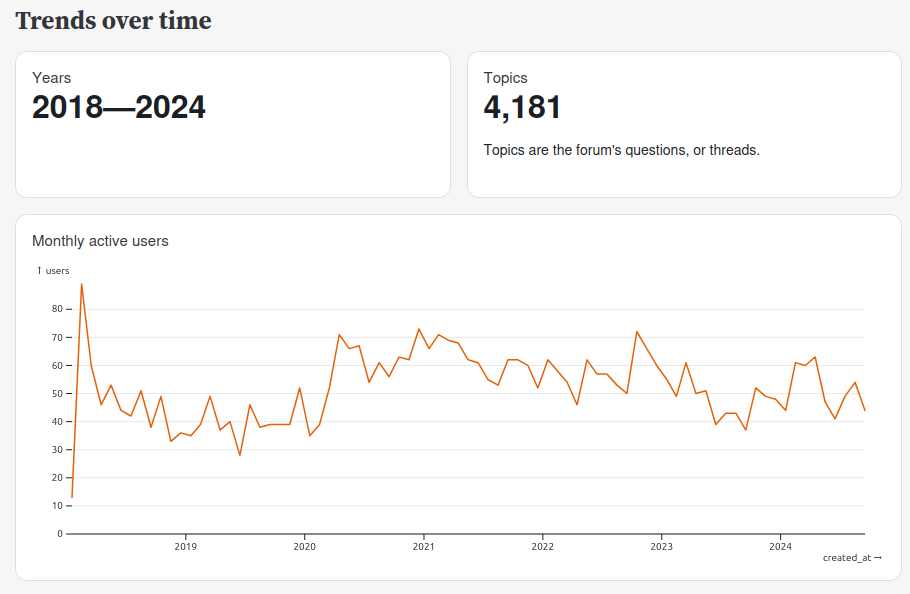 Trends over time
Years
2018—2024
Topics
4,181
Topics are the forum's questions, or threads.
Monthly active users
↑ users
80
70
60
50
40
30
20
10
0
2019 2020 2021 2022 2023 2024
created_at →